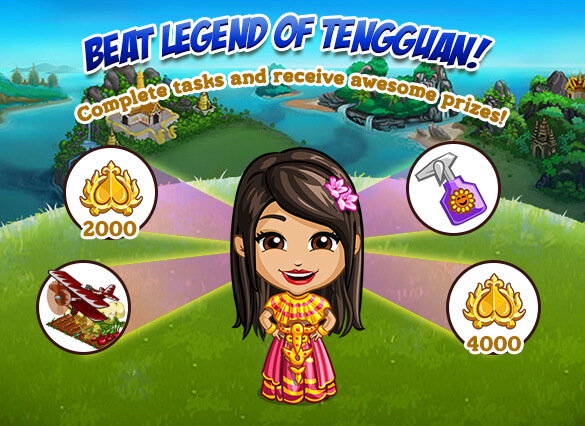 BEAT LEGEND OF TENGGUAN!
Complete tasks and receive awesome prizes!
2000
4000